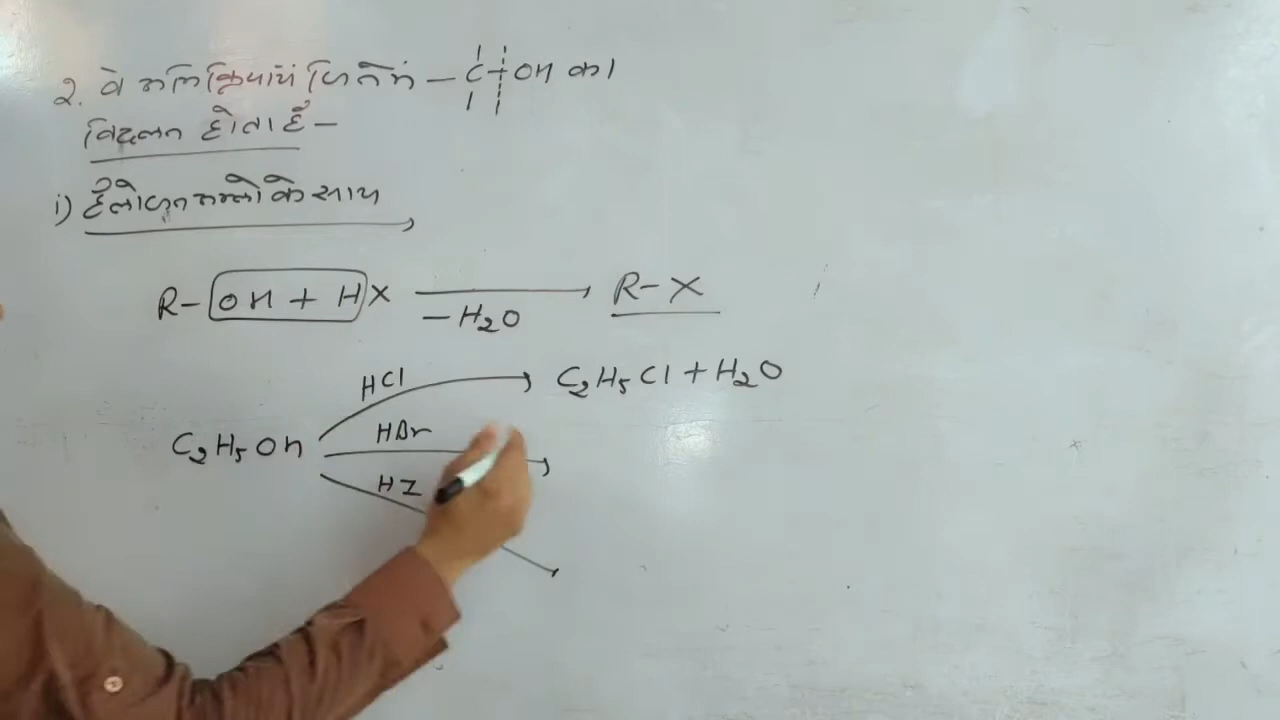 2. वे अभिक्रियायें जिनमें – C – OH का
विदलन होता है –
i) हैलोजन अम्लो के साथ
R – OH + HX → R – X
– H₂O
HCl C₂H₅Cl + H₂O
C₂H₅OH HBr
HI